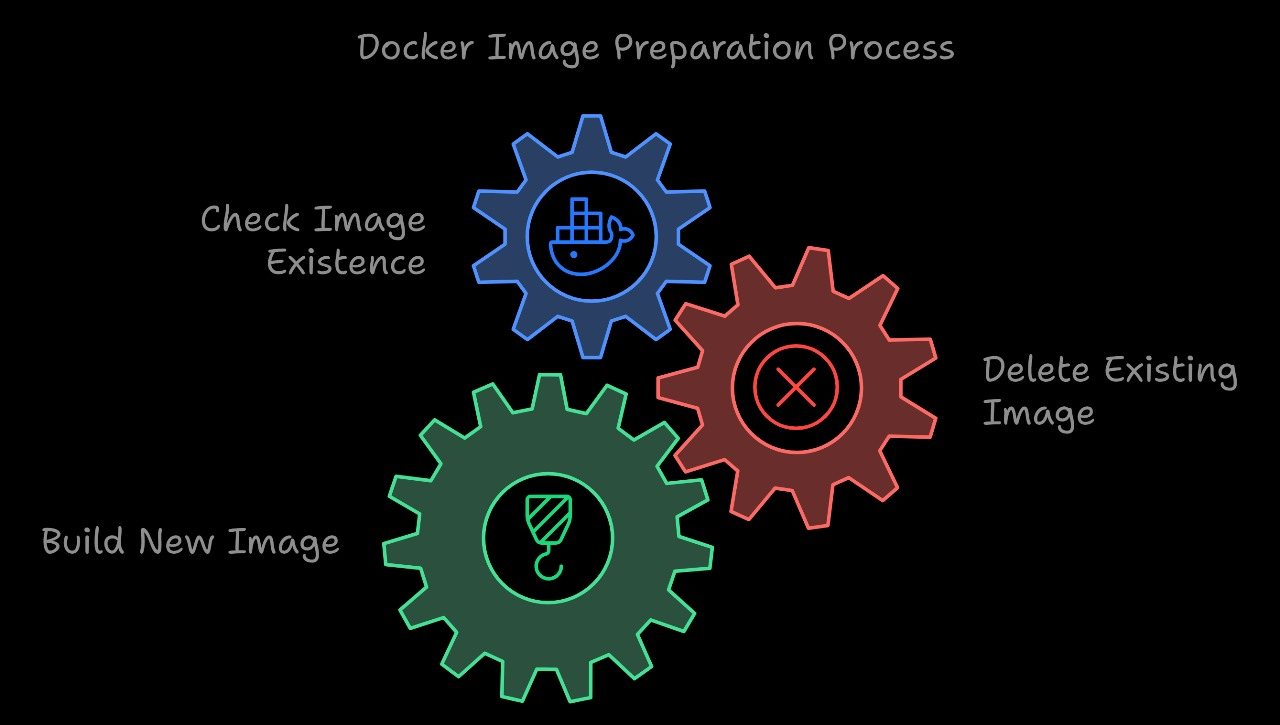 Docker Image Preparation Process
Check Image
Existence
Delete Existing
Image
Build New Image